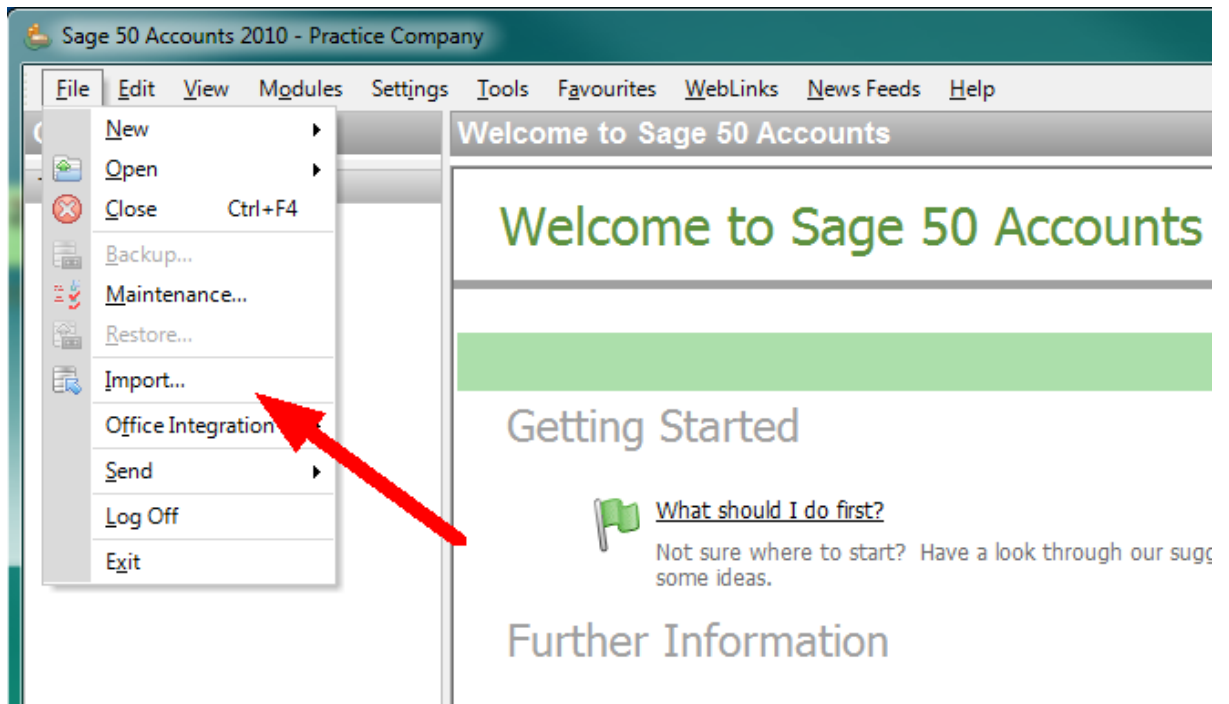 Sage 50 Accounts 2010 - Practice Company
File Edit View Modules Settings Tools Favourites WebLinks News Feeds Help
New
Open
Close Ctrl+F4
Backup...
Maintenance...
Restore...
Import...
Office Integration
Send
Log Off
Exit
Welcome to Sage 50 Accounts
Welcome to Sage 50 Accounts
Getting Started
What should I do first?
Not sure where to start? Have a look through our
some ideas.
Further Information